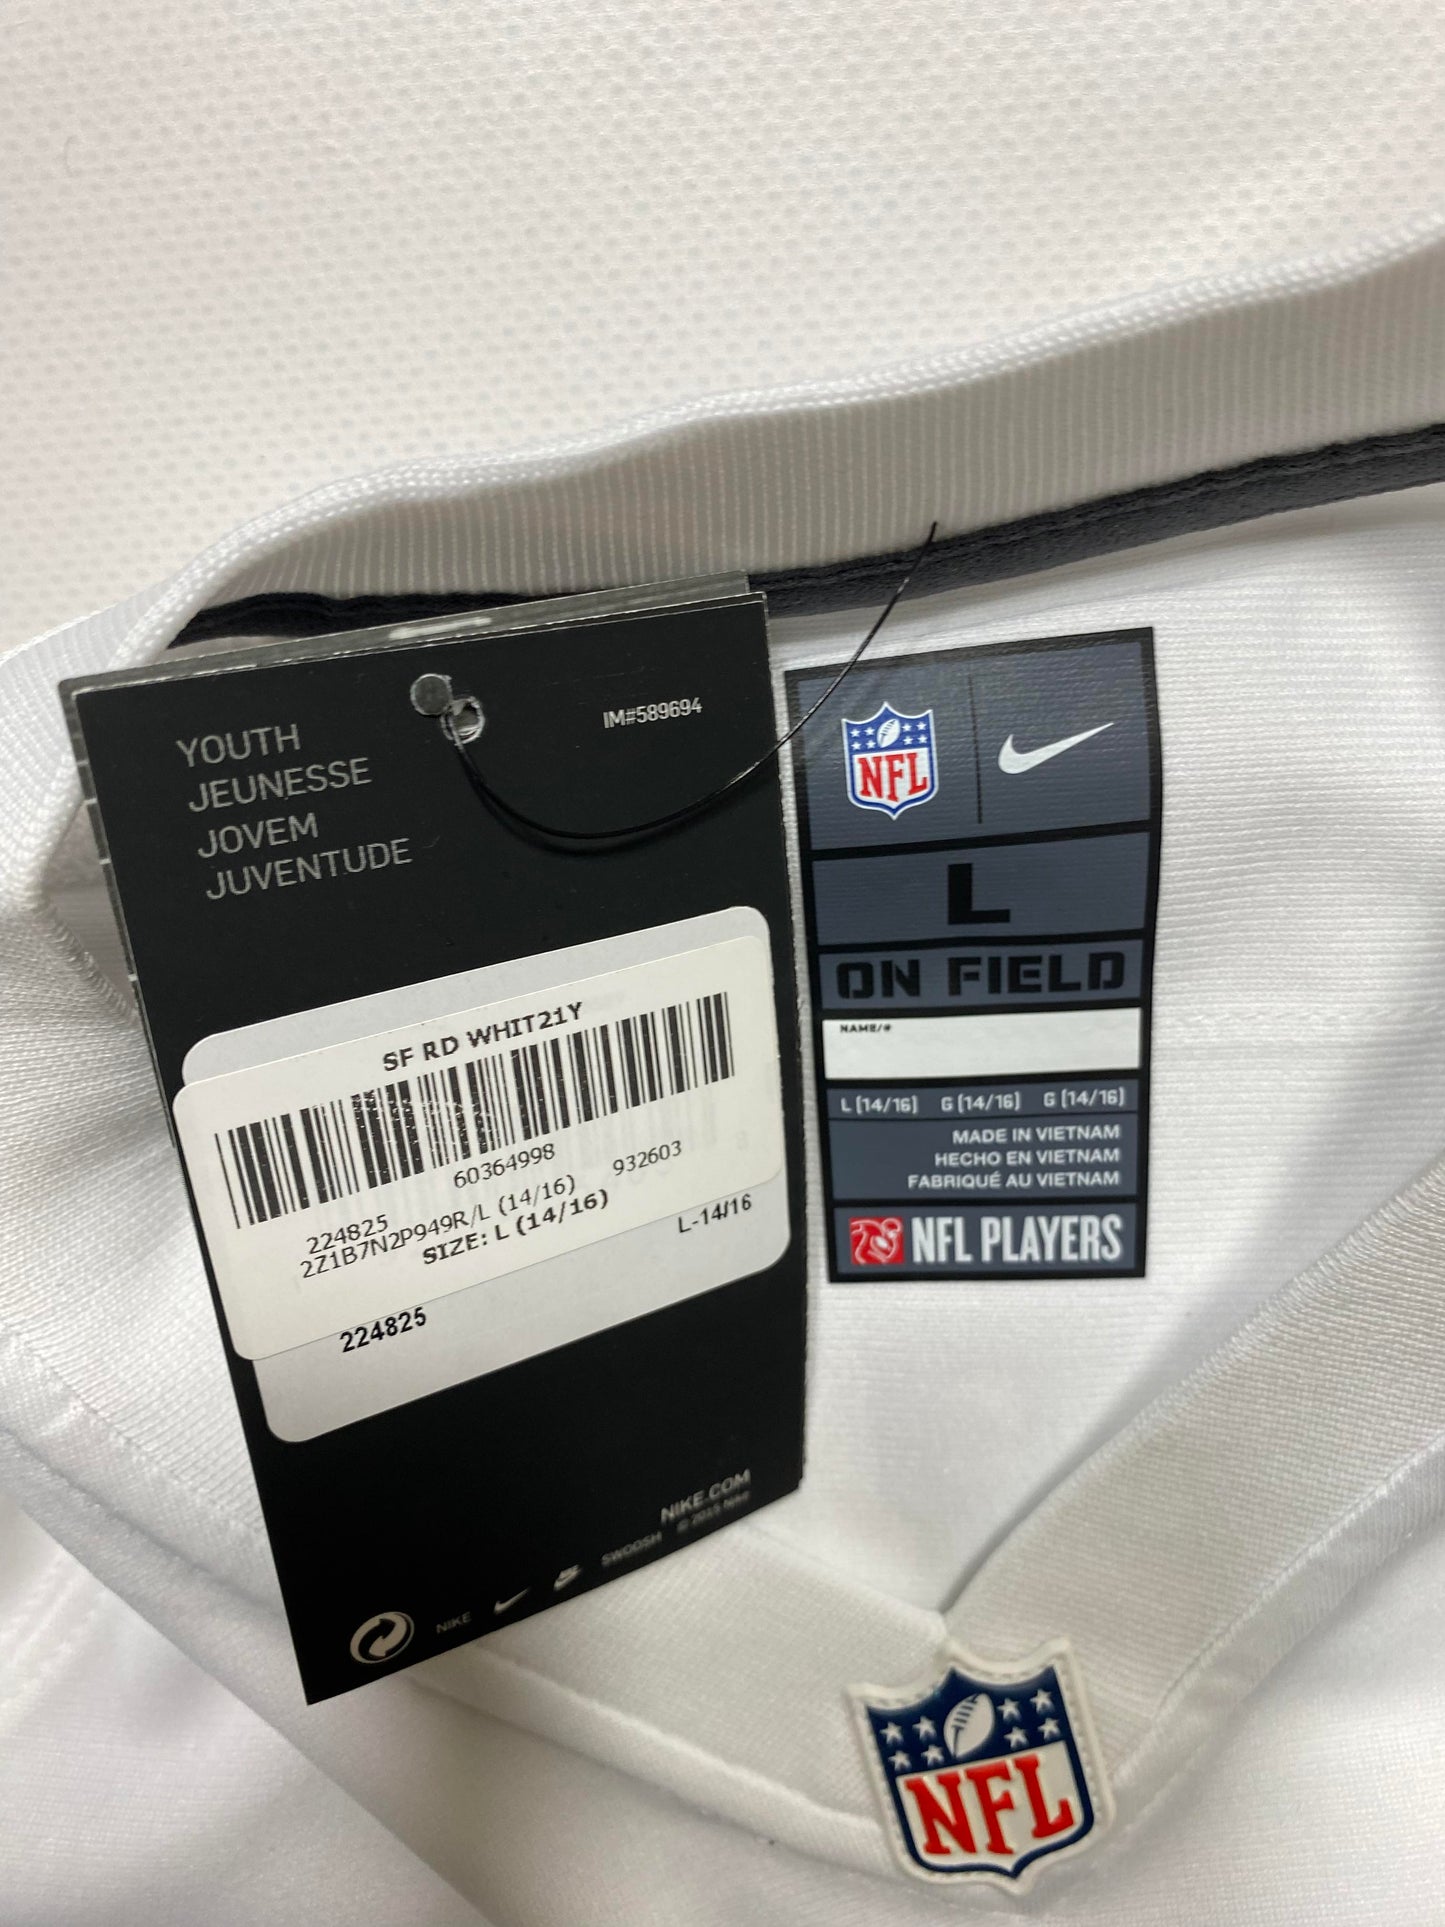 YOUTH
JEUNESSE
JOVEM
JUVENTUDE
IM#589694
SF RD WHIT21Y
60364998
224825
932603
2Z1B7N2P949R/L (14/16)
SIZE: L (14/16)
L-14/16
224825
NIKE.COM
© 2015 Nike
SWOOSH
NIKE
NFL
L
ON FIELD
NAME/#
L (14/16) G (14/16) G (14/16)
MADE IN VIETNAM
HECHO EN VIETNAM
FABRIQUÉ AU VIETNAM
NFL PLAYERS
NFL